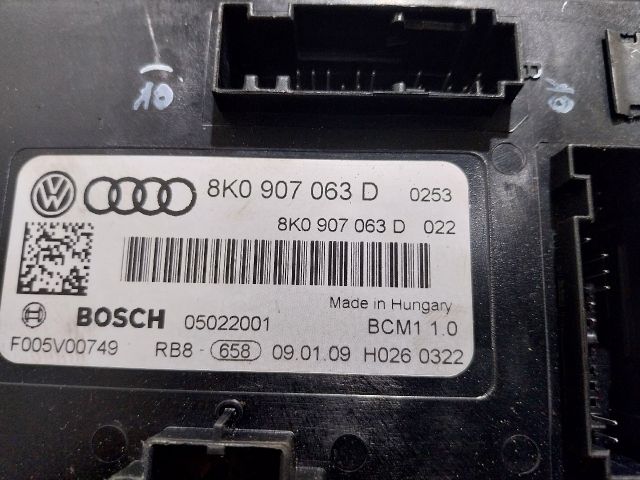 10
B
8K0 907 063 D 0253
8K0 907 063 D 022
Made in Hungary
BOSCH 05022001 BCM1 1.0
F005V00749 RB8 - 658 09.01.09 H026 0322